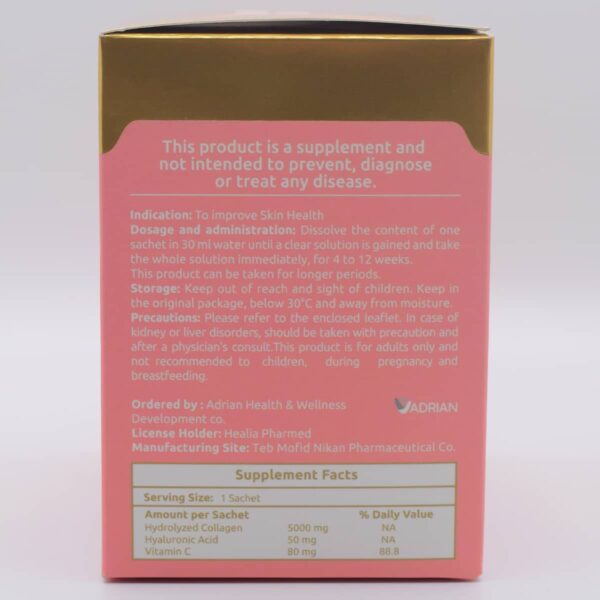 This product is a supplement and
not intended to prevent, diagnose
or treat any disease.
Indication: To improve Skin Health
Dosage and administration: Dissolve the content of one
sachet in 30 ml water until a clear solution is gained and take
the whole solution immediately, for 4 to 12 weeks.
This product can be taken for longer periods.
Storage: Keep out of reach and sight of children. Keep in
the original package, below 30°C and away from moisture.
Precautions: Please refer to the enclosed leaflet. In case of
kidney or liver disorders, should be taken with precaution and
after a physician's consult.This product is for adults only and
not recommended to children, during pregnancy and
breastfeeding.
Ordered by : Adrian Health & Wellness
Development co.
ADRIAN
License Holder: Healia Pharmed
Manufacturing Site: Teb Mofid Nikan Pharmaceutical Co.
Supplement Facts
Serving Size: 1 Sachet
Amount per Sachet % Daily Value
Hydrolyzed Collagen 5000 mg NA
Hyaluronic Acid 50 mg NA
Vitamin C 80 mg 88.8